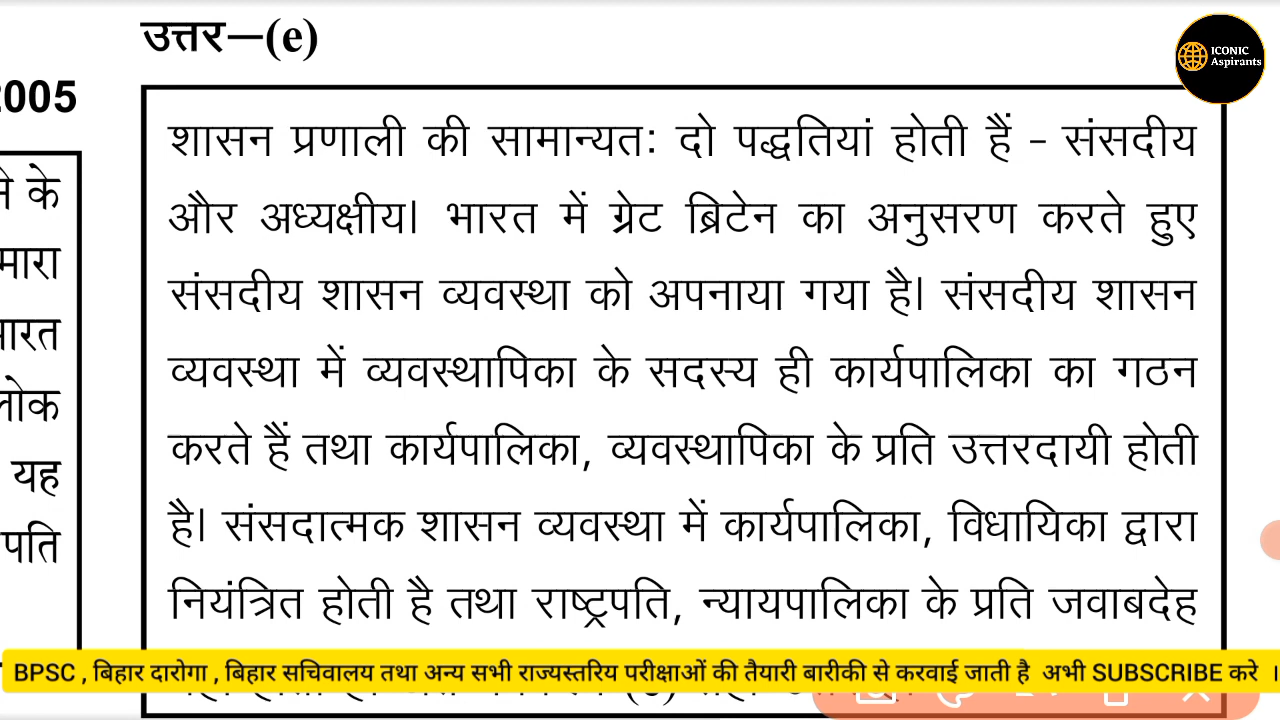 उत्तर–(e)
ICONIC
Aspirants
2005
के
मारा
यह
शासन प्रणाली की सामान्यतः दो पद्धतियां होती हैं – संसदीय
और अध्यक्षीय। भारत में ग्रेट ब्रिटेन का अनुसरण करते हुए
संसदीय शासन व्यवस्था को अपनाया गया है। संसदीय शासन
व्यवस्था में व्यवस्थापिका के सदस्य ही कार्यपालिका का गठन
करते हैं तथा कार्यपालिका, व्यवस्थापिका के प्रति उत्तरदायी होती
है। संसदात्मक शासन व्यवस्था में कार्यपालिका, विधायिका द्वारा
नियंत्रित होती है तथा राष्ट्रपति, न्यायपालिका के प्रति जवाबदेह
BPSC , बिहार दारोगा , बिहार सचिवालय तथा अन्य सभी राज्यस्तरिय परीक्षाओं की तैयारी बारीकी से करवाई जाती है अभी SUBSCRIBE करे ।